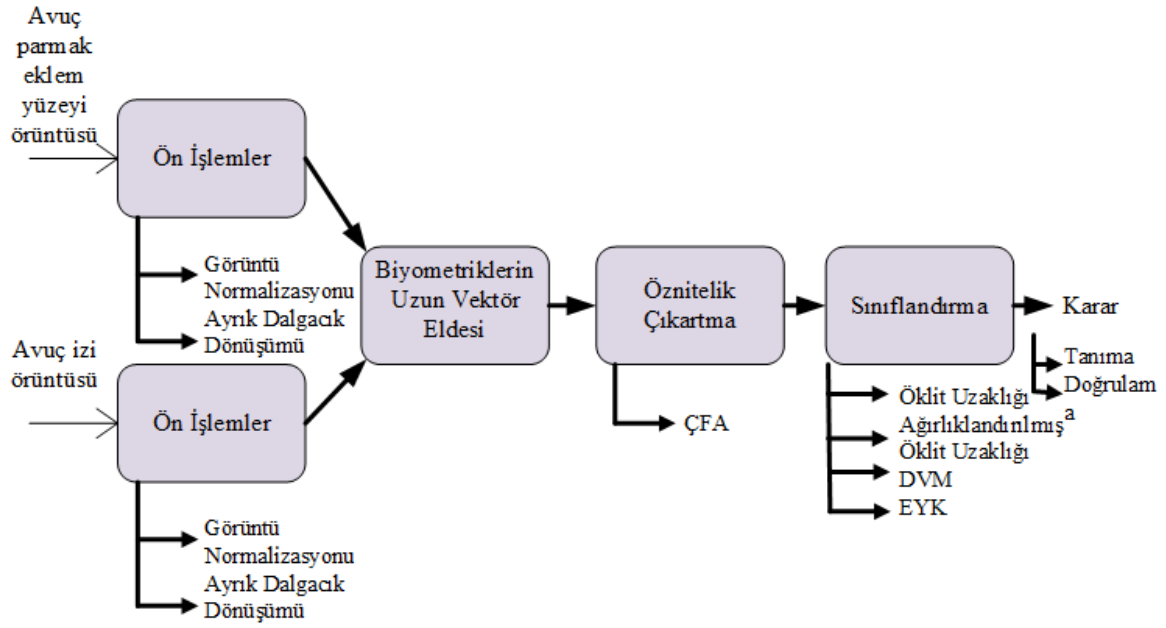 Avuç
parmak
eklem
yüzeyi
örüntüsü
Ön İşlemler
Görüntü
Normalizasyonu
Ayrık Dalgacık
Dönüşümü
Avuç izi
örüntüsü
Ön İşlemler
Görüntü
Normalizasyonu
Ayrık Dalgacık
Dönüşümü
Biyometriklerin
Uzun Vektör
Eldesi
Öznitelik
Çıkartma
ÇFA
Sınıflandırma
Öklit Uzaklığı
Ağırlıklandırılmış
Öklit Uzaklığı
DVM
EYK
Karar
Tanıma
Doğrulam
a